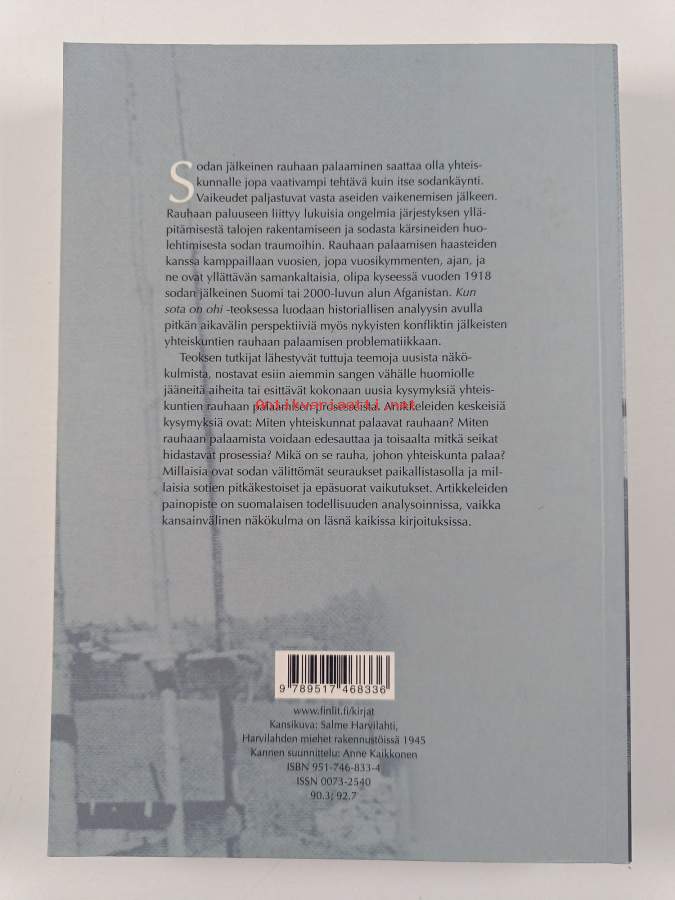 Sodan jälkeinen rauhaan palaaminen saattaa olla yhteis-
kunnalle jopa vaativampi tehtävä kuin itse sodankäynti.
Vaikeudet paljastuvat vasta aseiden vaikenemisen jälkeen.
Rauhaan paluuseen liittyy lukuisia ongelmia järjestyksen yllä-
pitämisestä talojen rakentamiseen ja sodasta kärsineiden huo-
lehtimisesta sodan traumoihin. Rauhaan palaamisen haasteiden
kanssa kamppaillaan vuosien, jopa vuosikymmenten, ajan, ja
ne ovat yllättävän samankaltaisia, olipa kyseessä vuoden 1918
sodan jälkeinen Suomi tai 2000-luvun alun Afganistan. Kun
sota on ohi -teoksessa luodaan historiallisen analyysin avulla
pitkän aikavälin perspektiiviä myös nykyisten konfliktin jälkeisten
yhteiskuntien rauhaan palaamisen problematiikkaan.
Teoksen tutkijat lähestyvät tuttuja teemoja uusista näkö-
kulmista, nostavat esiin aiemmin sangen vähälle huomiolle
jääneitä aiheita tai esittävät kokonaan uusia kysymyksiä yhteis-
kuntien rauhaan palaamisen prosesseista. Artikkeleiden keskeisiä
Antikvariaatti.net
kysymyksiä ovat: Miten yhteiskunnat palaavat rauhaan? Miten
rauhaan palaamista voidaan edesauttaa ja toisaalta mitkä seikat
hidastavat prosessia? Mikä on se rauha, johon yhteiskunta palaa?
Millaisia ovat sodan välittömät seuraukset paikallistasolla ja mil-
laisia sotien pitkäkestoiset ja epäsuorat vaikutukset. Artikkeleiden
painopiste on suomalaisen todellisuuden analysoinnissa, vaikka
kansainvälinen näkökulma on läsnä kaikissa kirjoituksissa.
9 789517 468336
www.finlit.fi/kirjat
Kansikuva: Salme Harvilahti,
Harvilahden miehet rakennustöissä 1945
Kannen suunnittelu: Anne Kaikkonen
ISBN 951-746-833-4
ISSN 0073-2540
90.3; 92.7